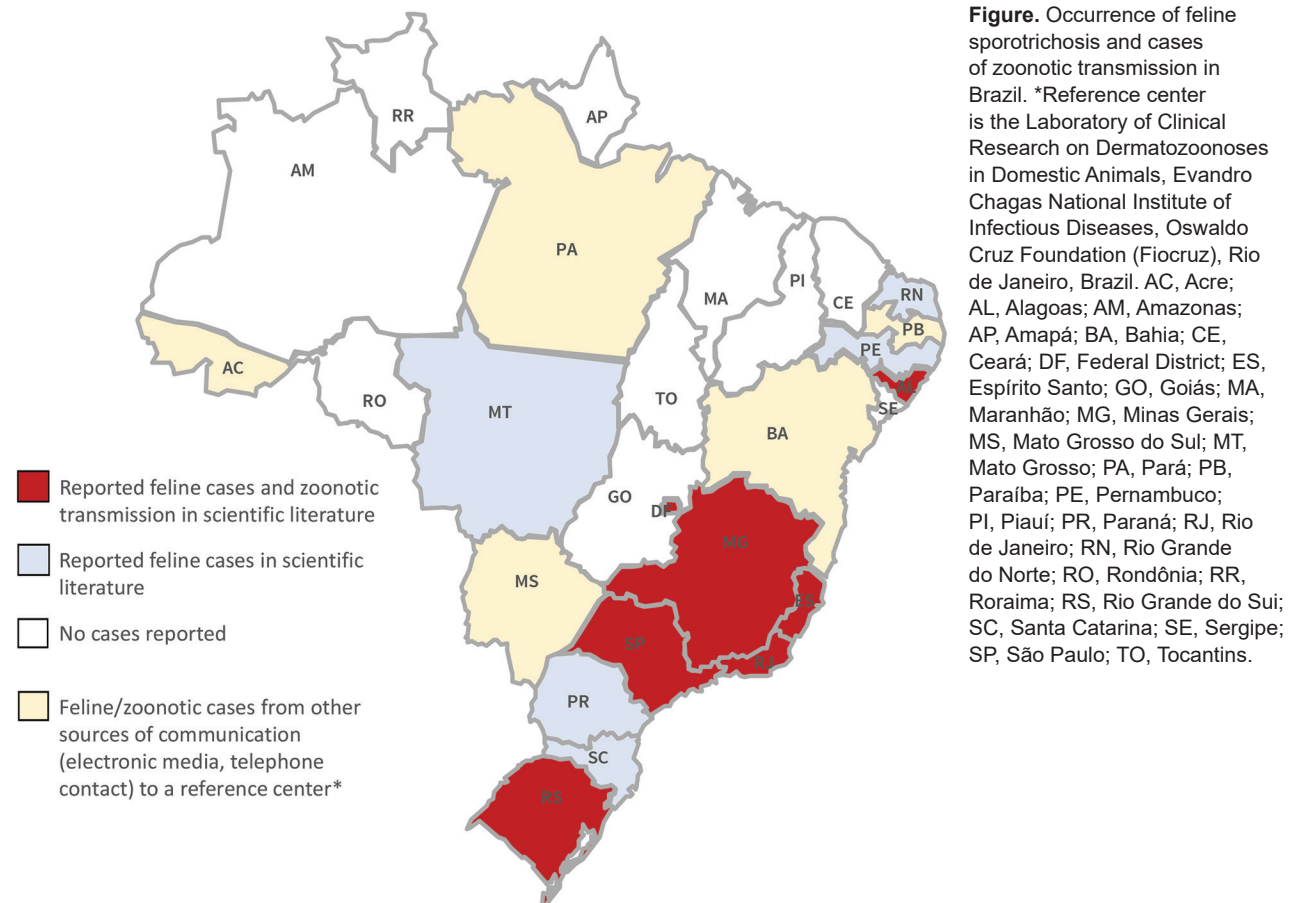 RR
AP
AM
PA
MA
PI
CE
RN
PB
PE
AL
SE
AC
RO
MT
TO
BA
GO
DF
MG
ES
MS
SP
RJ
PR
SC
RS
Reported feline cases and zoonotic
transmission in scientific literature
Reported feline cases in scientific
literature
No cases reported
Feline/zoonotic cases from other
sources of communication
(electronic media, telephone
contact) to a reference center*
Figure. Occurrence of feline
sporotrichosis and cases
of zoonotic transmission in
Brazil. *Reference center
is the Laboratory of Clinical
Research on Dermatozoonoses
in Domestic Animals, Evandro
Chagas National Institute of
Infectious Diseases, Oswaldo
Cruz Foundation (Fiocruz), Rio
de Janeiro, Brazil. AC, Acre;
AL, Alagoas; AM, Amazonas;
AP, Amapá; BA, Bahia; CE,
Ceará; DF, Federal District; ES,
Espírito Santo; GO, Goiás; MA,
Maranhão; MG, Minas Gerais;
MS, Mato Grosso do Sul; MT,
Mato Grosso; PA, Pará; PB,
Paraíba; PE, Pernambuco;
PI, Piauí; PR, Paraná; RJ, Rio
de Janeiro; RN, Rio Grande
do Norte; RO, Rondônia; RR,
Roraima; RS, Rio Grande do Sui;
SC, Santa Catarina; SE, Sergipe;
SP, São Paulo; TO, Tocantins.